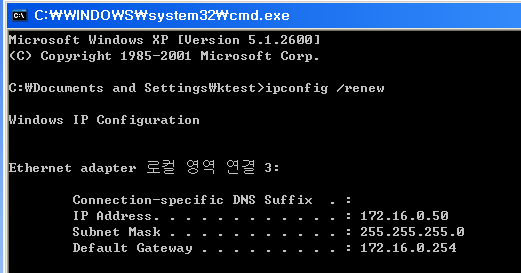 C:₩WINDOWS₩system32₩cmd.exe
Microsoft Windows XP [Version 5.1.2600]
(C) Copyright 1985-2001 Microsoft Corp.
C:₩Documents and Settings₩ktest>ipconfig /renew
Windows IP Configuration
Ethernet adapter 로컬 영역 연결 3:
Connection-specific DNS Suffix  . :
IP Address. . . . . . . . . . . . : 172.16.0.50
Subnet Mask . . . . . . . . . . . : 255.255.255.0
Default Gateway . . . . . . . . . : 172.16.0.254